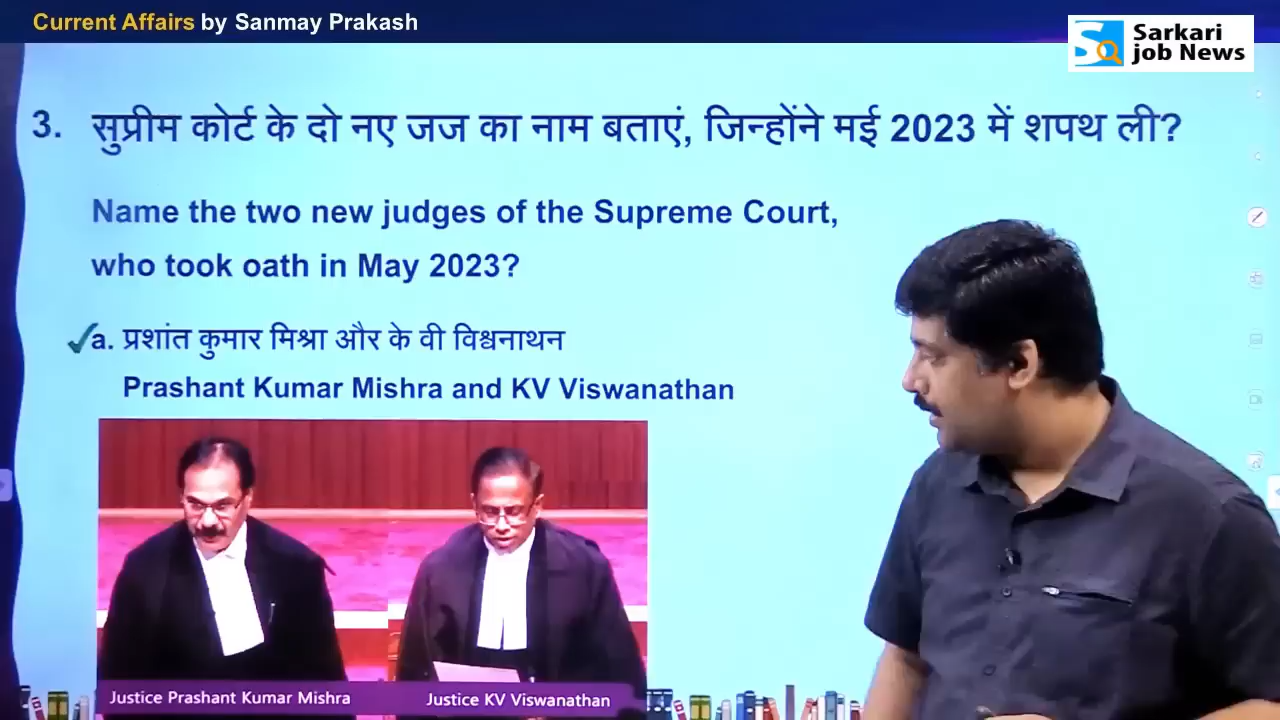 Current Affairs by Sanmay Prakash
Sarkari
job News
3. सुप्रीम कोर्ट के दो नए जज का नाम बताएं, जिन्होंने मई 2023 में शपथ ली?
Name the two new judges of the Supreme Court,
who took oath in May 2023?
a. प्रशांत कुमार मिश्रा और के वी विश्वनाथन
Prashant Kumar Mishra and KV Viswanathan
Justice Prashant Kumar Mishra
Justice KV Viswanathan